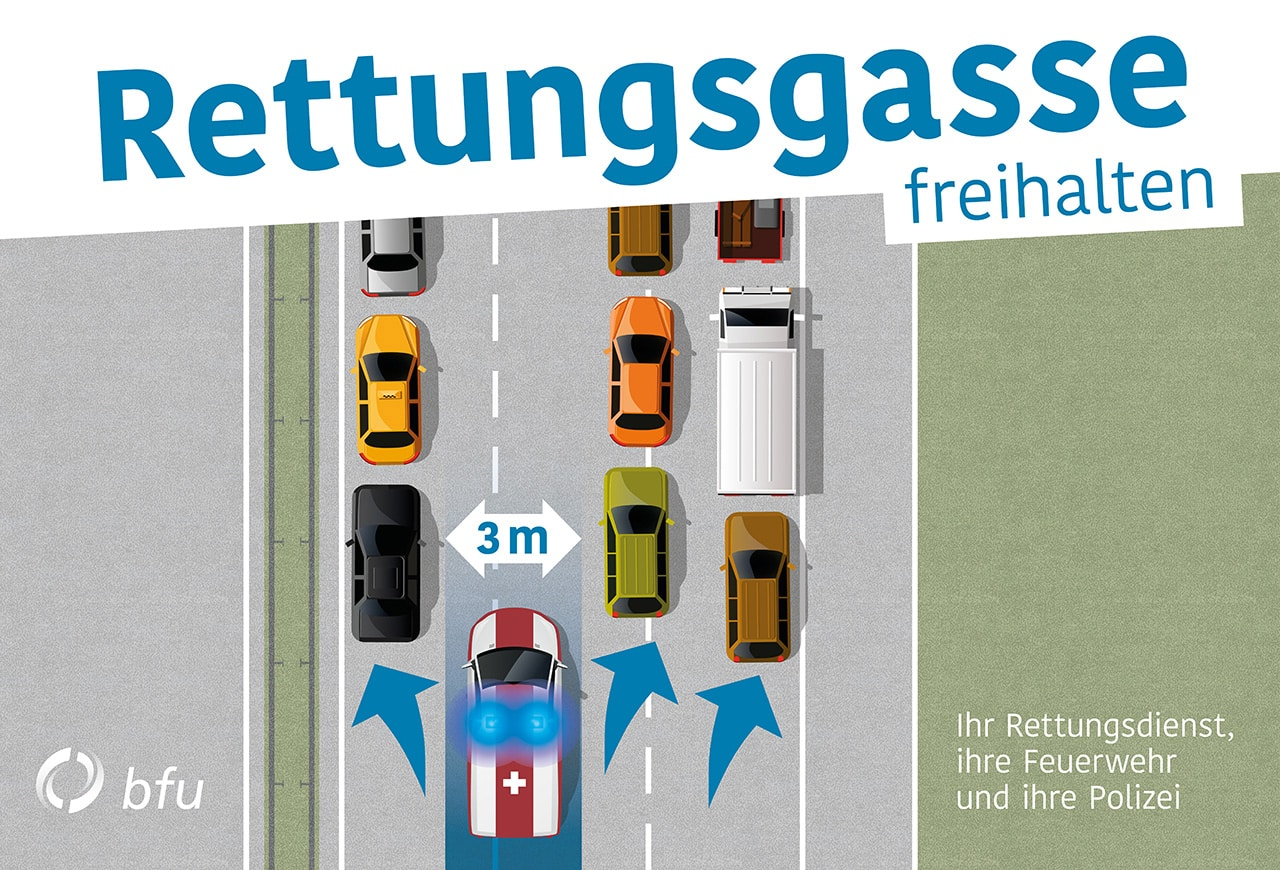 Rettungsgasse
freihalten
3 m
Ihr Rettungsdienst,
ihre Feuerwehr
und ihre Polizei
bfu